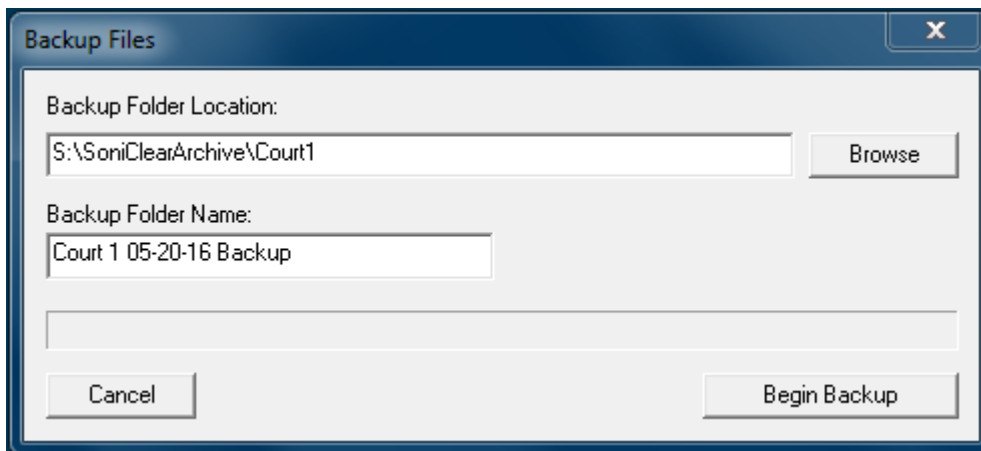 Backup Files
X
Backup Folder Location:
S:\SoniClearArchive\Court1
Browse
Backup Folder Name:
Court 1 05-20-16 Backup
Cancel
Begin Backup